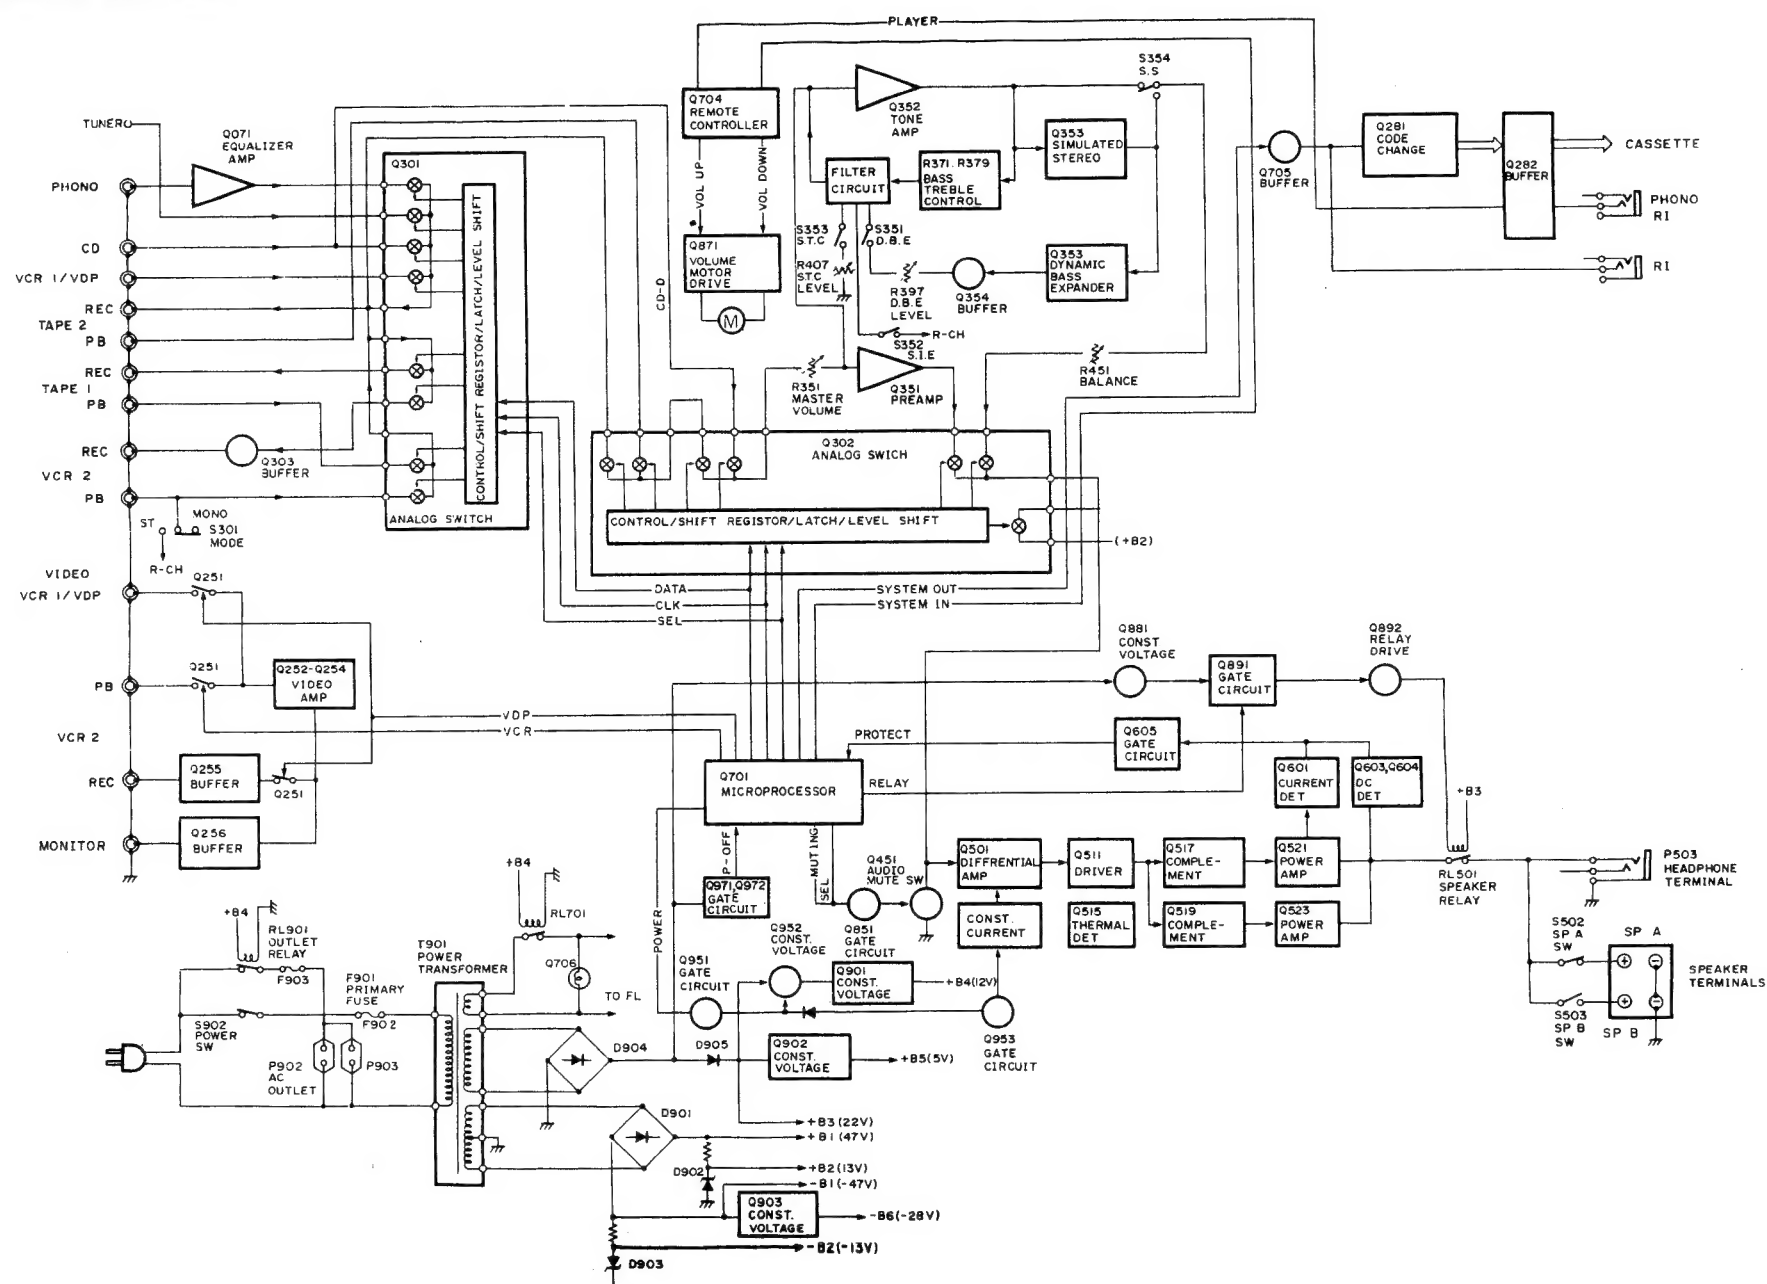 PLAYER
S354
S.S
Q704
REMOTE
CONTROLLER
Q352
TONE
AMP
TUNER
Q071
EQUALIZER
AMP
Q301
PHONO
CD
VCR 1/VDP
REC
TAPE 2
PB
REC
TAPE 1
PB
REC
VCR 2
PB
Q303
BUFFER
ST
MONO
S301
MODE
R-CH
CONTROL/SHIFT REGISTOR/LATCH/LEVEL SHIFT
ANALOG SWITCH
VOL UP
VOL DOWN
Q871
VOLUME
MOTOR
DRIVE
M
CD-D
FILTER
CIRCUIT
R371. R379
BASS
TREBLE
CONTROL
Q353
SIMULATED
STEREO
S353
S.T.C
S351
D.B.E
R407
STC
LEVEL
R397
D.B.E
LEVEL
Q354
BUFFER
Q353
DYNAMIC
BASS
EXPANDER
R-CH
S352
S.I.E
R351
MASTER
VOLUME
Q351
PREAMP
R451
BALANCE
Q705
BUFFER
Q281
CODE
CHANGE
Q282
BUFFER
CASSETTE
PHONO
RI
RI
Q302
ANALOG SWICH
CONTROL/SHIFT REGISTOR/LATCH/LEVEL SHIFT
(+B2)
DATA
CLK
SEL
SYSTEM OUT
SYSTEM IN
VIDEO
VCR 1/VDP
Q251
PB
Q251
Q252-Q254
VIDEO
AMP
VCR 2
VDP
VCR
REC
Q255
BUFFER
Q251
MONITOR
Q256
BUFFER
Q881
CONST
VOLTAGE
Q891
GATE
CIRCUIT
Q892
RELAY
DRIVE
PROTECT
Q605
GATE
CIRCUIT
Q701
MICROPROCESSOR
RELAY
Q601
CURRENT
DET
Q603,Q604
DC
DET
+B3
P-OFF
MUTING
SEL
Q451
AUDIO
MUTE SW
Q501
DIFFRENTIAL
AMP
Q511
DRIVER
Q517
COMPLE-
MENT
Q521
POWER
AMP
RL501
SPEAKER
RELAY
P503
HEADPHONE
TERMINAL
Q971,Q972
GATE
CIRCUIT
CONST.
CURRENT
Q515
THERMAL
DET
Q519
COMPLE-
MENT
Q523
POWER
AMP
+B4
RL701
POWER
Q952
CONST.
VOLTAGE
Q851
GATE
CIRCUIT
S502
SP A
SW
SP A
SPEAKER
TERMINALS
S503
SP B
SW
SP B
+B4
RL901
OUTLET
RELAY
F903
F901
PRIMARY
FUSE
F902
T901
POWER
TRANSFORMER
Q706
TO FL
Q951
GATE
CIRCUIT
Q901
CONST.
VOLTAGE
+B4(12V)
Q953
GATE
CIRCUIT
S902
POWER
SW
P902
AC
OUTLET
P903
D904
D905
Q902
CONST.
VOLTAGE
+B5(5V)
D901
+B3(22V)
+B1(47V)
D902
+B2(13V)
-B1(-47V)
Q903
CONST.
VOLTAGE
-B6(-28V)
-B2(-13V)
D903